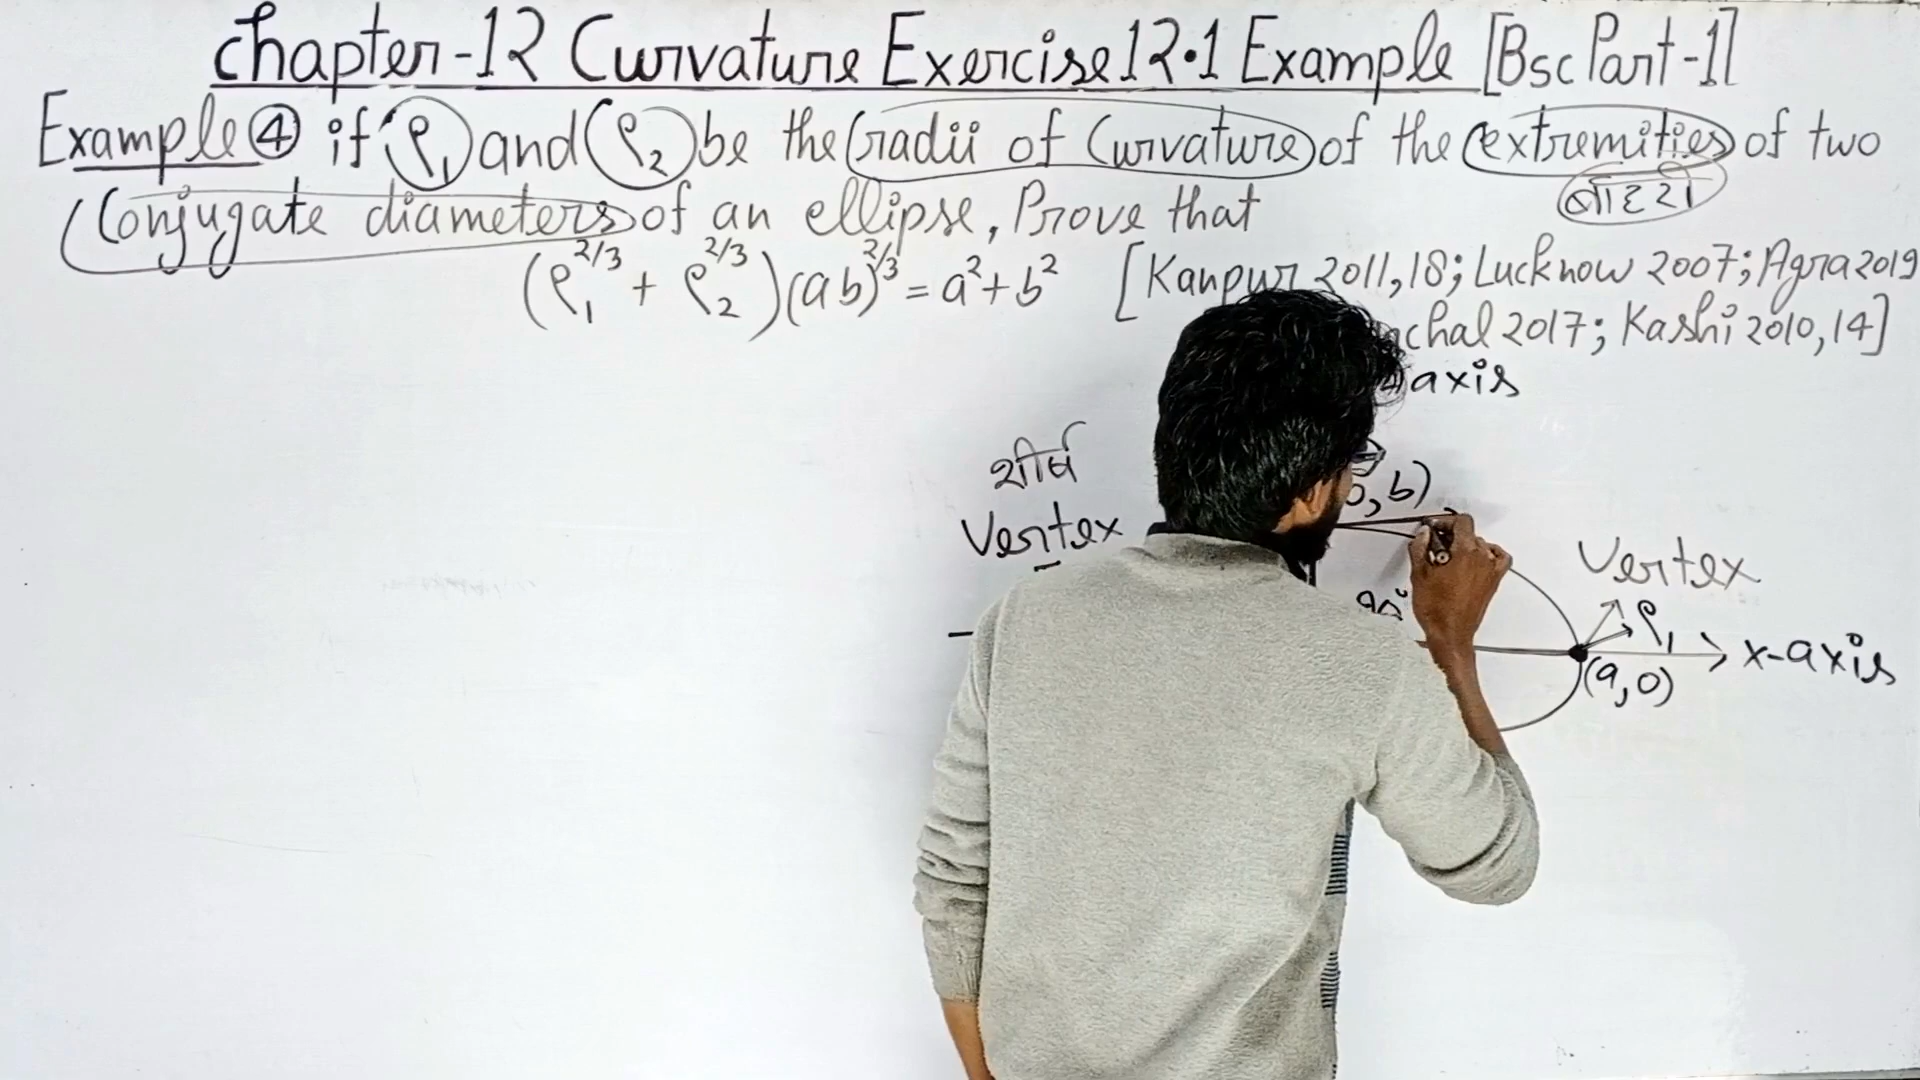 Chapter-12 Curvature Exercise 12.1 Example [Bsc Part-1]
Example ④ if ρ₁ and ρ₂ be the radii of Curvature of the extremities of two
बाहरी
Conjugate diameters of an ellipse, Prove that
(ρ₁^2/3 + ρ₂^2/3)(ab)^2/3 = a²+b² [Kanpur 2011,18; Lucknow 2007; Agra 2019
chal 2017; Kashi 2010,14]
axis
शीर्ष
, b)
Vertex
Vertex
90°
ρ₁
x-axis
(a,0)